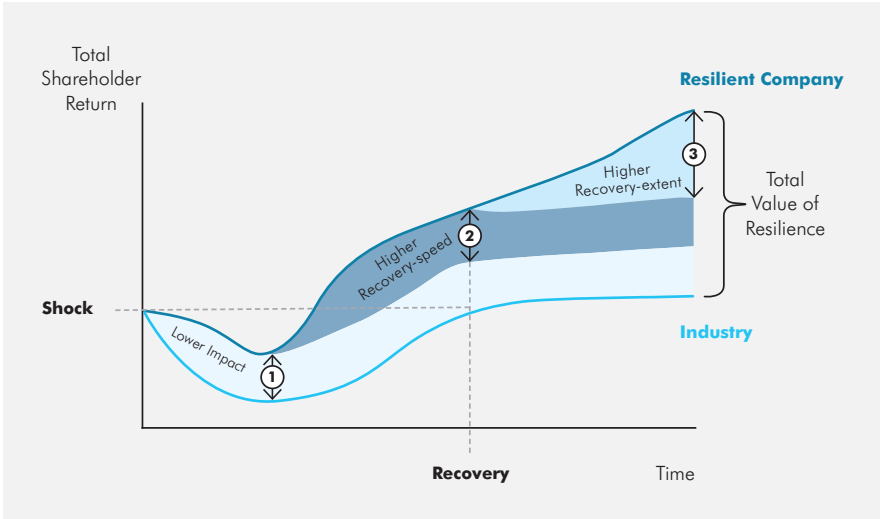 Total
Shareholder
Return
Resilient Company
3
Higher
Recovery-extent
Total
Value of
Resilience
2
Higher
Recovery-speed
Shock
Lower Impact
1
Industry
Recovery
Time